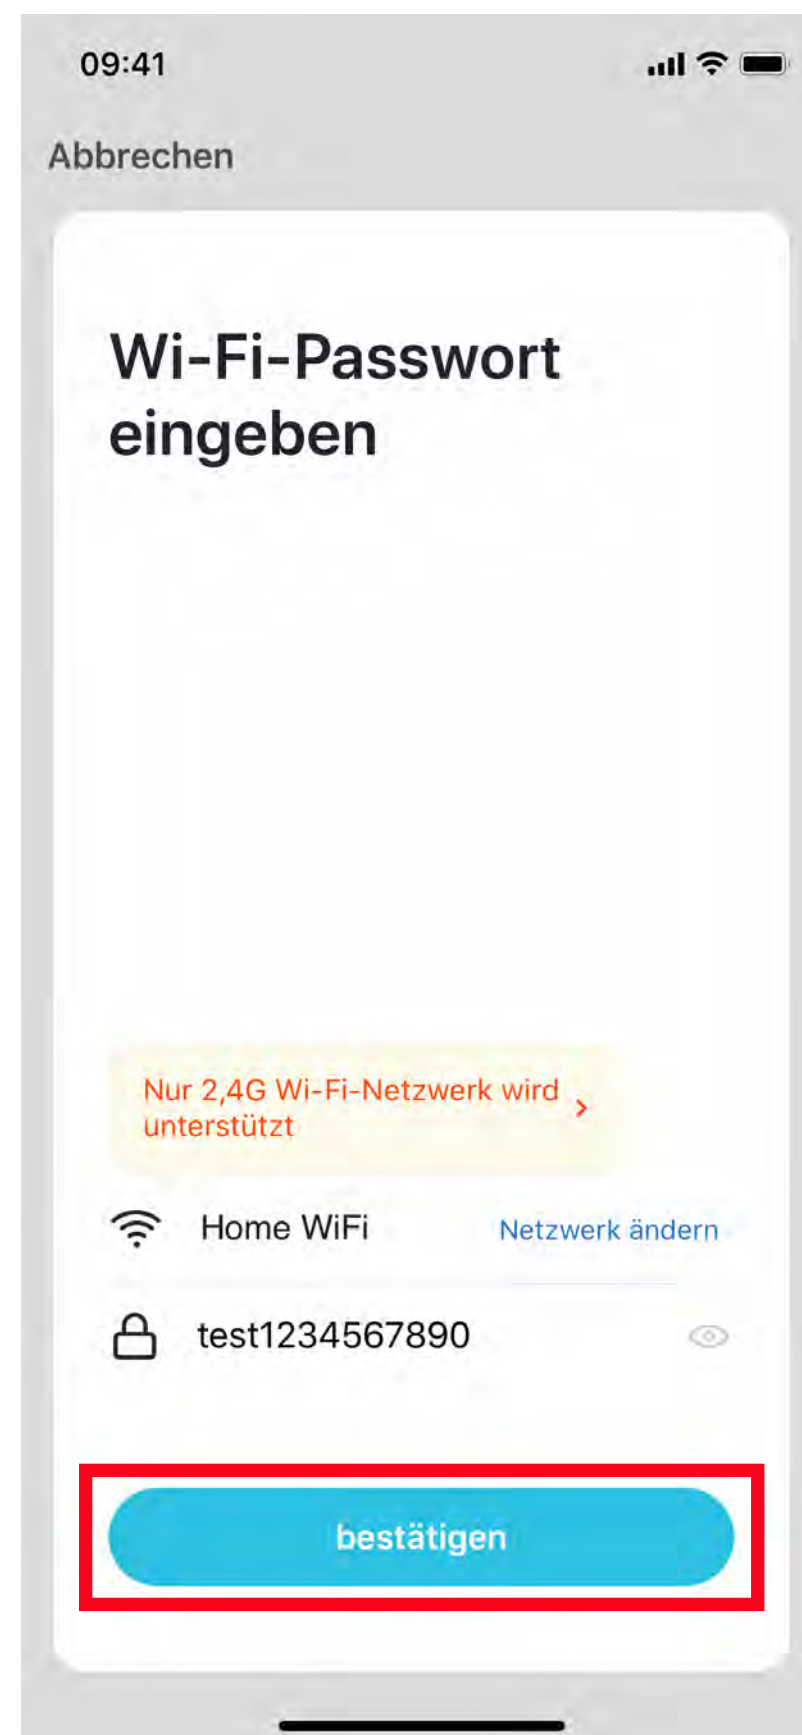 09:41
Abbrechen
Wi-Fi-Passwort
eingeben
Nur 2,4G Wi-Fi-Netzwerk wird
unterstützt
Home WiFi Netzwerk ändern
test1234567890
bestätigen